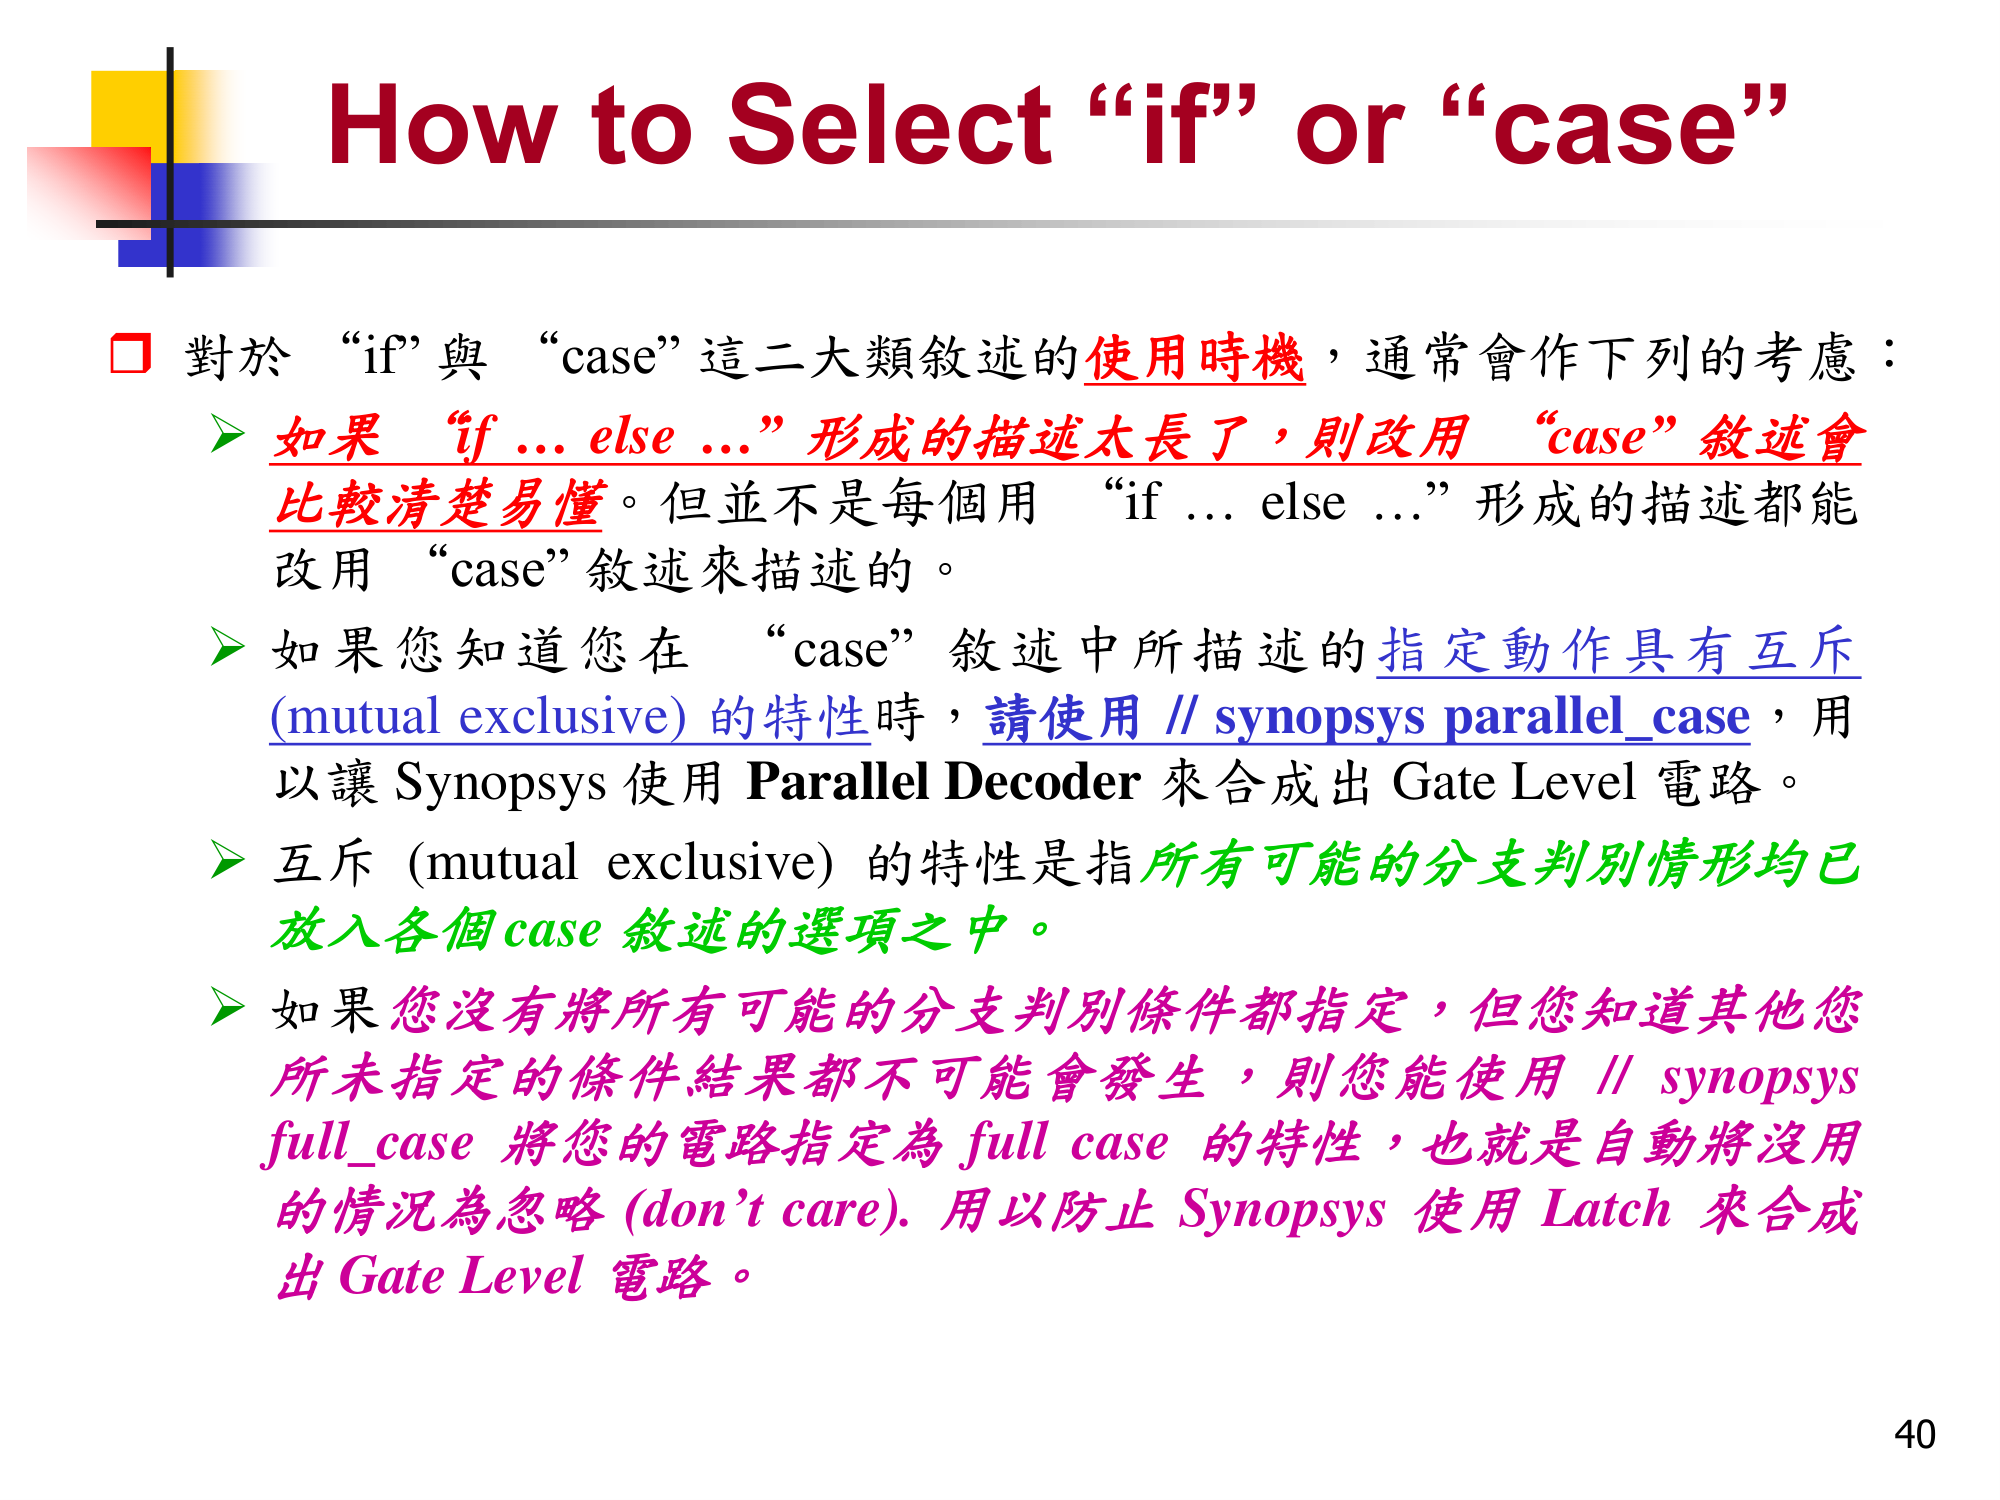 How to Select “if” or “case”
對於 “if” 與 “case” 這二大類敘述的使用時機，通常會作下列的考慮：
如果 “if … else …” 形成的描述太長了，則改用 “case” 敘述會
比較清楚易懂。但並不是每個用 “if … else …” 形成的描述都能
改用 “case” 敘述來描述的。
如果您知道您在 “case” 敘述中所描述的指定動作具有互斥
(mutual exclusive) 的特性時，請使用 // synopsys parallel_case，用
以讓 Synopsys 使用 Parallel Decoder 來合成出 Gate Level 電路。
互斥 (mutual exclusive) 的特性是指所有可能的分支判別情形均已
放入各個 case 敘述的選項之中。
如果您沒有將所有可能的分支判別條件都指定，但您知道其他您
所未指定的條件結果都不可能會發生，則您能使用 // synopsys
full_case 將您的電路指定為 full case 的特性，也就是自動將沒用
的情況為忽略 (don’t care). 用以防止 Synopsys 使用 Latch 來合成
出 Gate Level 電路。
40